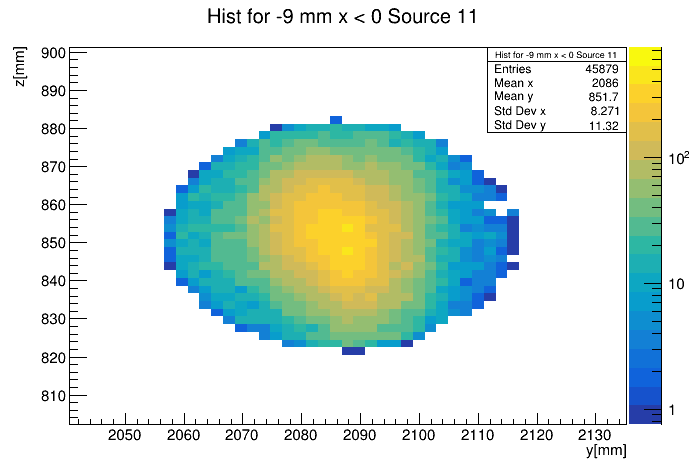 Hist for -9 mm x < 0 Source 11
z[mm]
900
890
880
870
860
850
840
830
820
810
2050 2060 2070 2080 2090 2100 2110 2120 2130
y[mm]
Hist for -9 mm x < 0 Source 11
Entries 45879
Mean x 2086
Mean y 851.7
Std Dev x 8.271
Std Dev y 11.32
10²
10
1